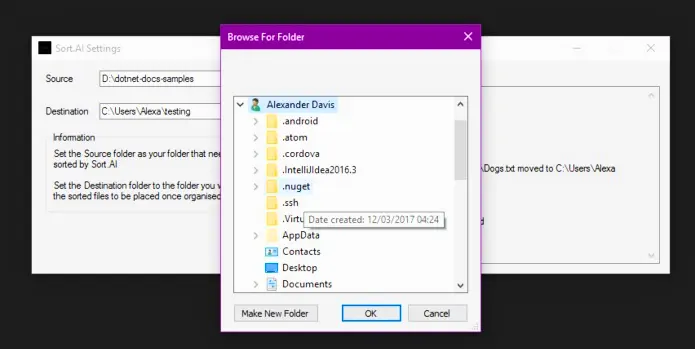 Sort.AI Settings
Browse For Folder
Source
D:\dotnet-docs-samples
Destination
C:\Users\Alexa\testing
Information
Set the Source folder as your folder that nee
sorted by Sort.AI
Set the Destination folder to the folder you w
the sorted files to be placed once organised
Alexander Davis
.android
.atom
.cordova
.IntelliJIdea2016.3
.nuget
.ssh
.Virtu
Date created: 12/03/2017 04:24
AppData
Contacts
Desktop
Documents
Make New Folder
OK
Cancel
\Dogs.txt moved to C:\Users\Alexa
d